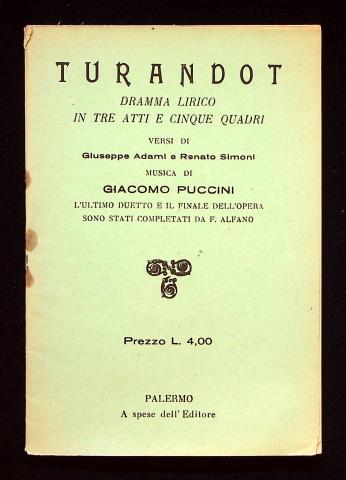 TURANDOT
DRAMMA LIRICO
IN TRE ATTI E CINQUE QUADRI
VERSI DI
Giuseppe Adami e Renato Simoni
MUSICA DI
GIACOMO PUCCINI
L'ULTIMO DUETTO E IL FINALE DELL'OPERA
SONO STATI COMPLETATI DA F. ALFANO
Prezzo L. 4,00
PALERMO
A spese dell'Editore